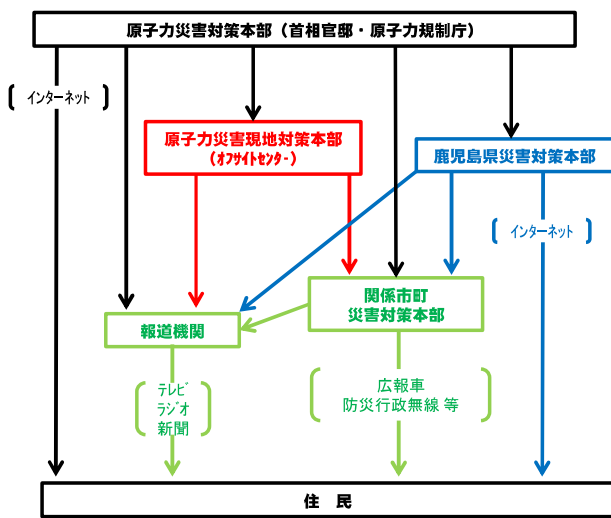 原子力災害対策本部（首相官邸・原子力規制庁）
インターネット
原子力災害現地対策本部
（オフサイトセンター）
鹿児島県災害対策本部
インターネット
関係市町
災害対策本部
報道機関
テレビ
ラジオ
新聞
広報車
防災行政無線 等
住　民